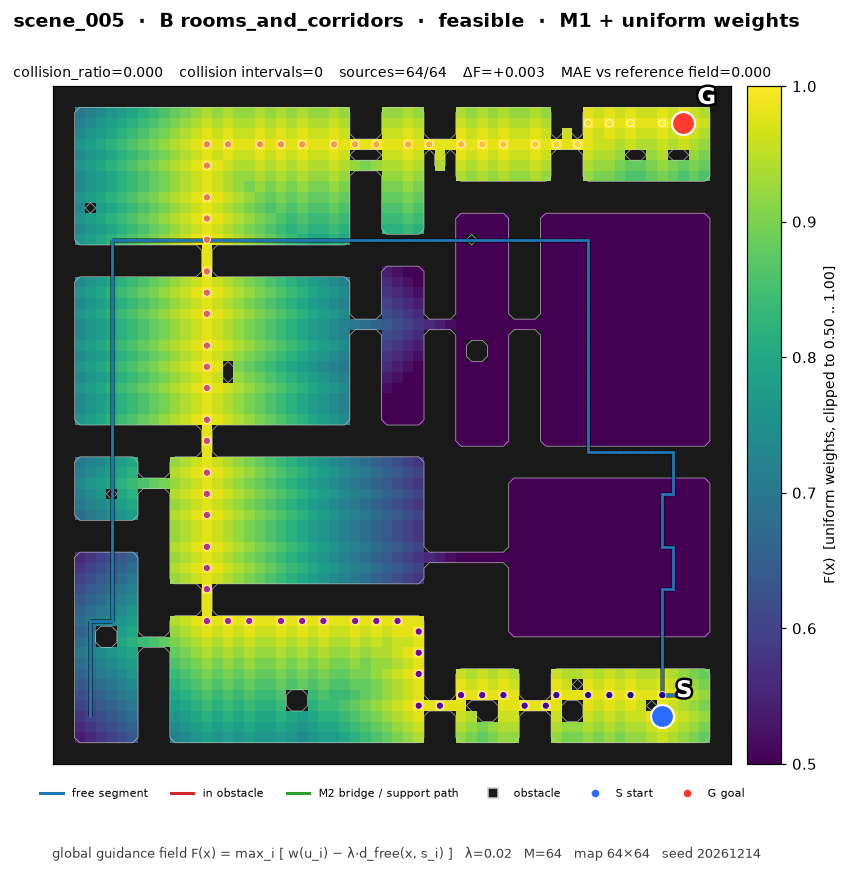 scene_005 · B rooms_and_corridors · feasible · M1 + uniform weights
collision_ratio=0.000 collision intervals=0 sources=64/64 ΔF=+0.003 MAE vs reference field=0.000
G
1.0
0.9
0.8
0.7
0.6
0.5
F(x) [uniform weights, clipped to 0.50 .. 1.00]
S
free segment in obstacle M2 bridge / support path obstacle S start G goal
global guidance field F(x) = max_i [ w(u_i) − λ·d_free(x, s_i) ] λ=0.02 M=64 map 64×64 seed 20261214